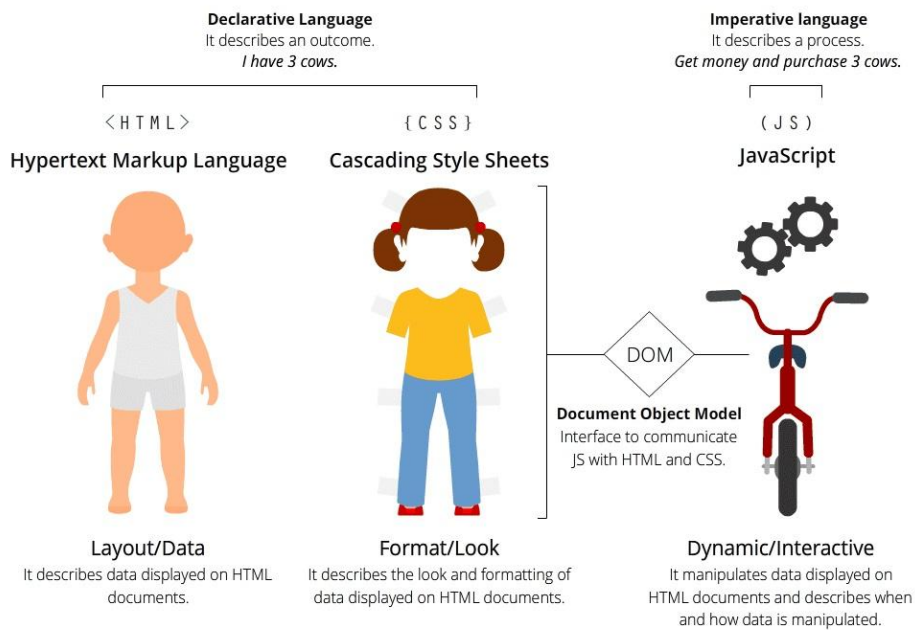 Declarative Language
It describes an outcome.
I have 3 cows.
Imperative language
It describes a process.
Get money and purchase 3 cows.
<HTML>
Hypertext Markup Language
{CSS}
Cascading Style Sheets
(JS)
JavaScript
DOM
Document Object Model
Interface to communicate
JS with HTML and CSS.
Layout/Data
It describes data displayed on HTML
documents.
Format/Look
It describes the look and formatting of
data displayed on HTML documents.
Dynamic/Interactive
It manipulates data displayed on
HTML documents and describes when
and how data is manipulated.